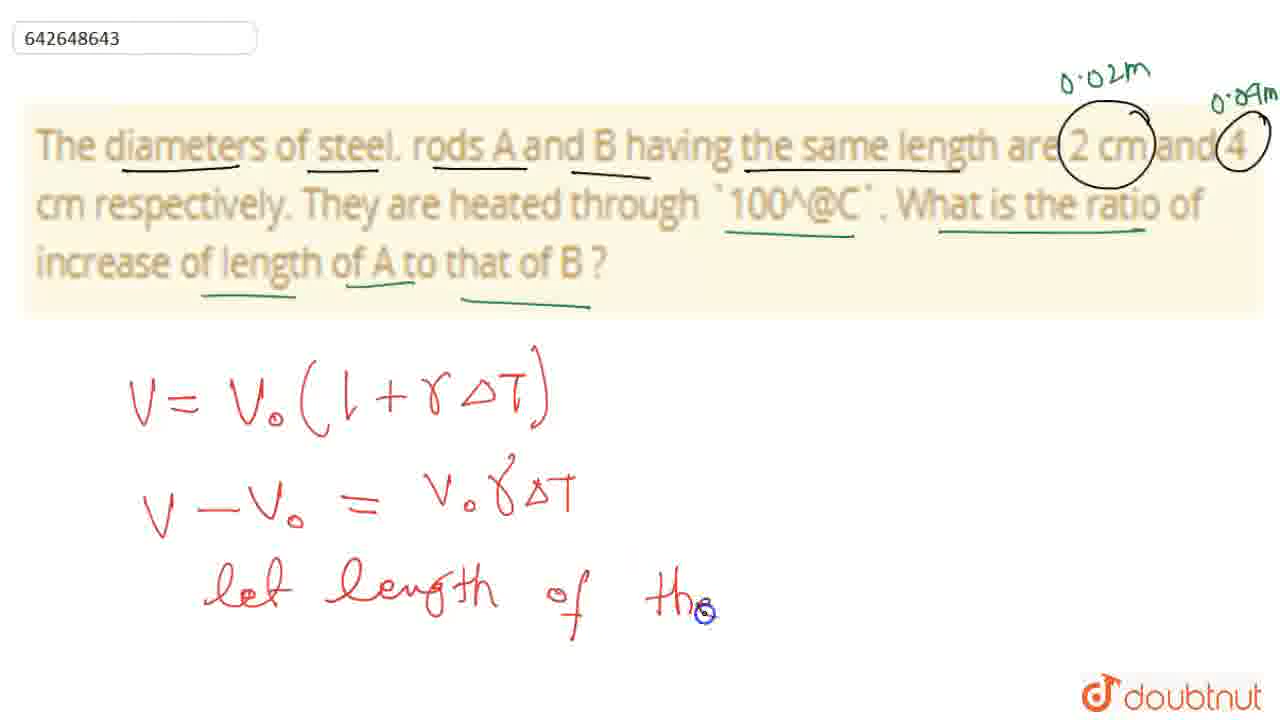 642648643
0.02m
0.04m
The diameters of steel. rods A and B having the same length are 2 cm and 4
cm respectively. They are heated through `100^@C`. What is the ratio of
increase of length of A to that of B ?
V = V₀ (1 + γ ΔT)
V - V₀ = V₀ γ ΔT
let length of the
doubtnut